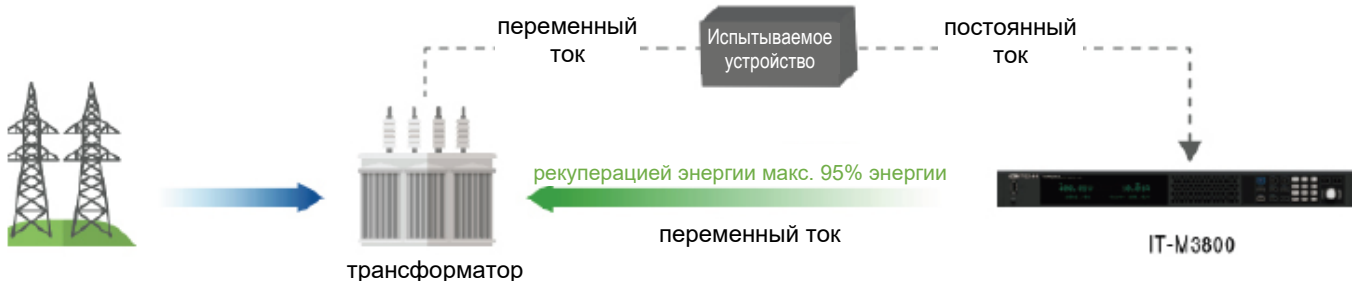 переменный
ток
Испытываемое
устройство
постоянный
ток
рекуперацией энергии макс. 95% энергии
переменный ток
IT-M3800
трансформатор